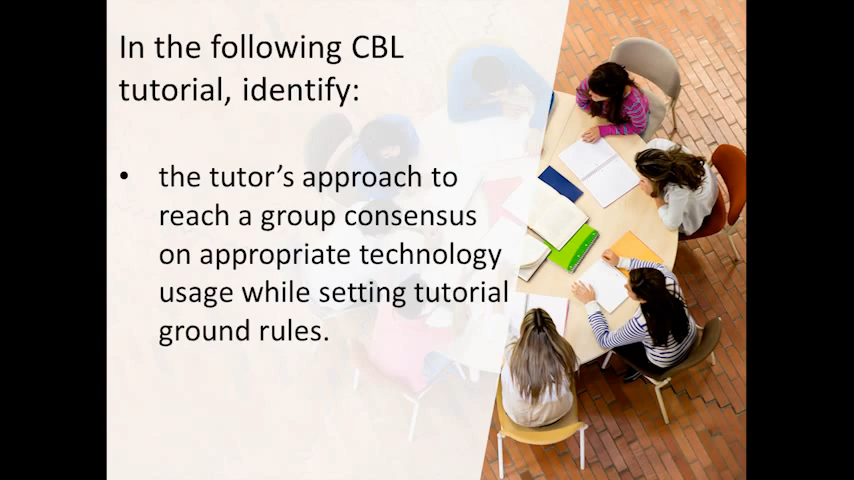 In the following CBL
tutorial, identify:
• the tutor’s approach to
reach a group consensus
on appropriate technology
usage while setting tutorial
ground rules.